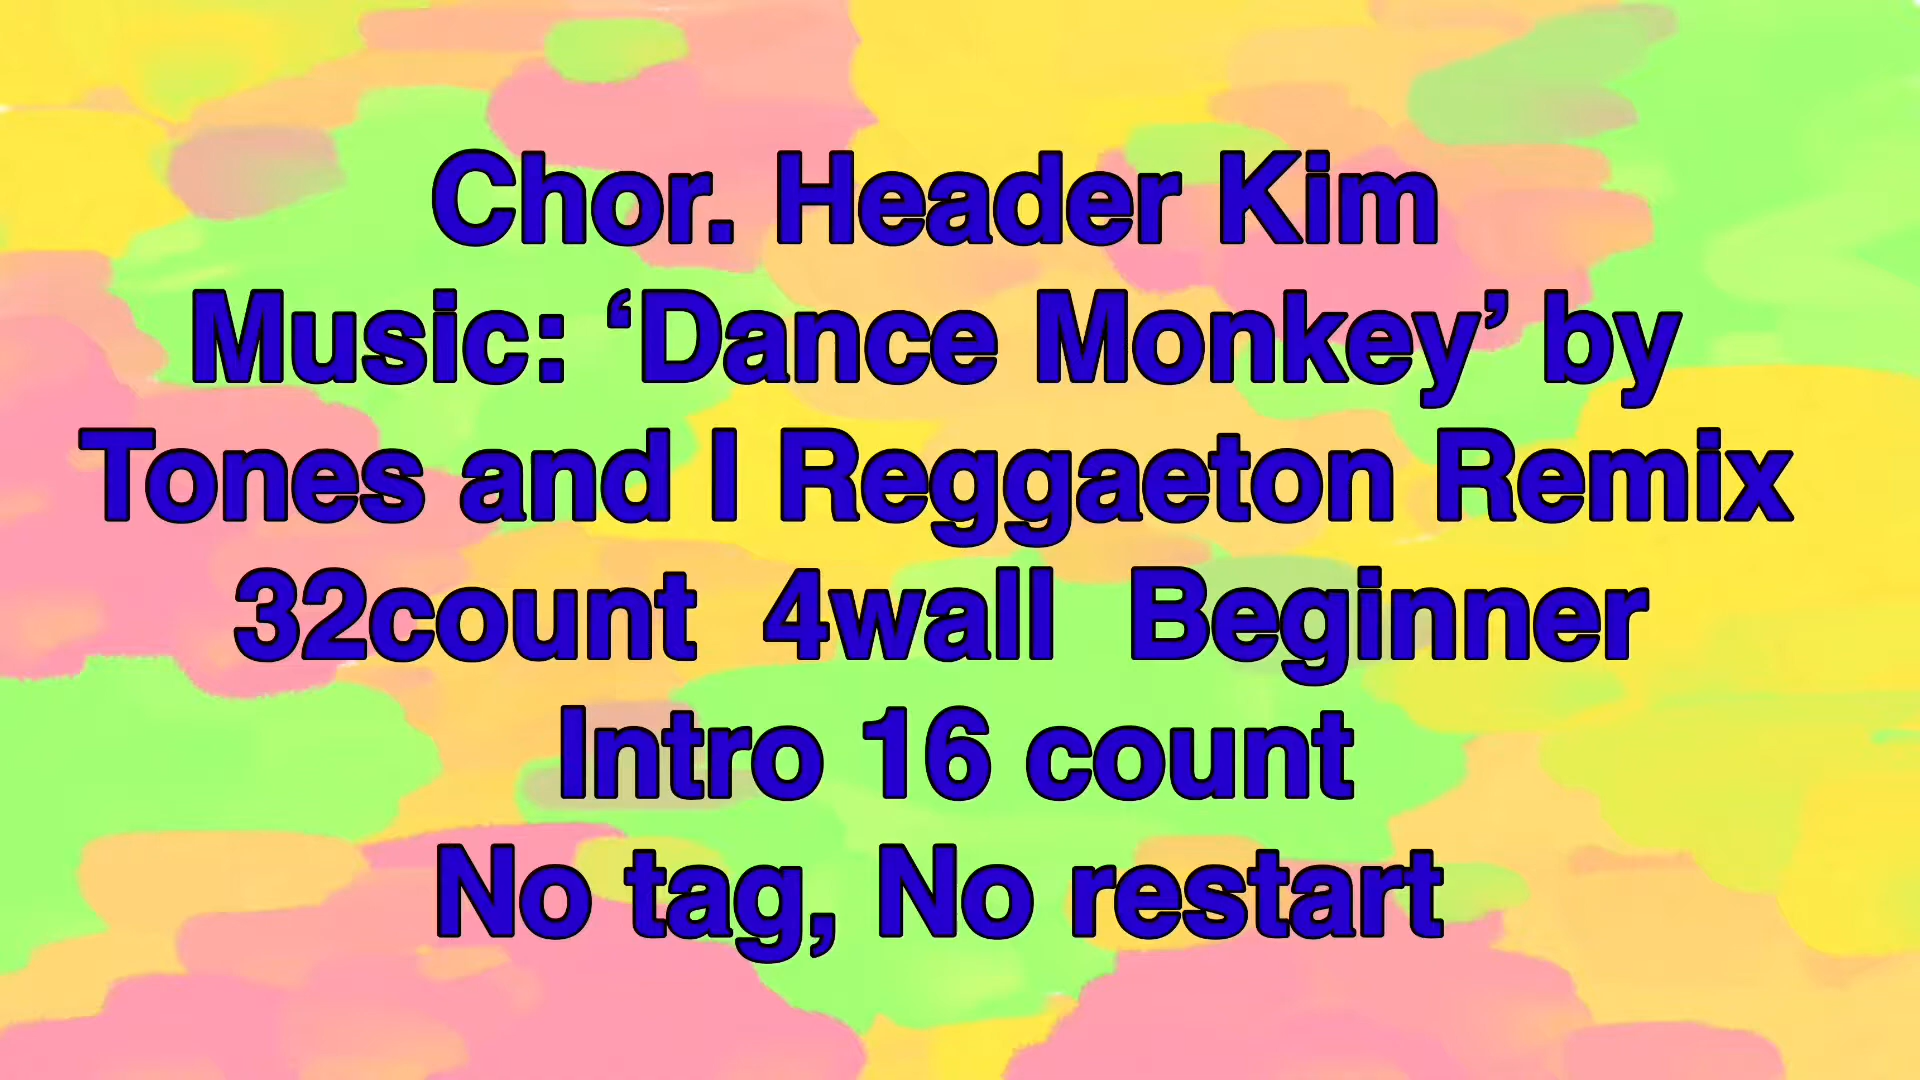 Chor. Header Kim
Music: ‘Dance Monkey’ by
Tones and I Reggaeton Remix
32count  4wall  Beginner
Intro 16 count
No tag, No restart